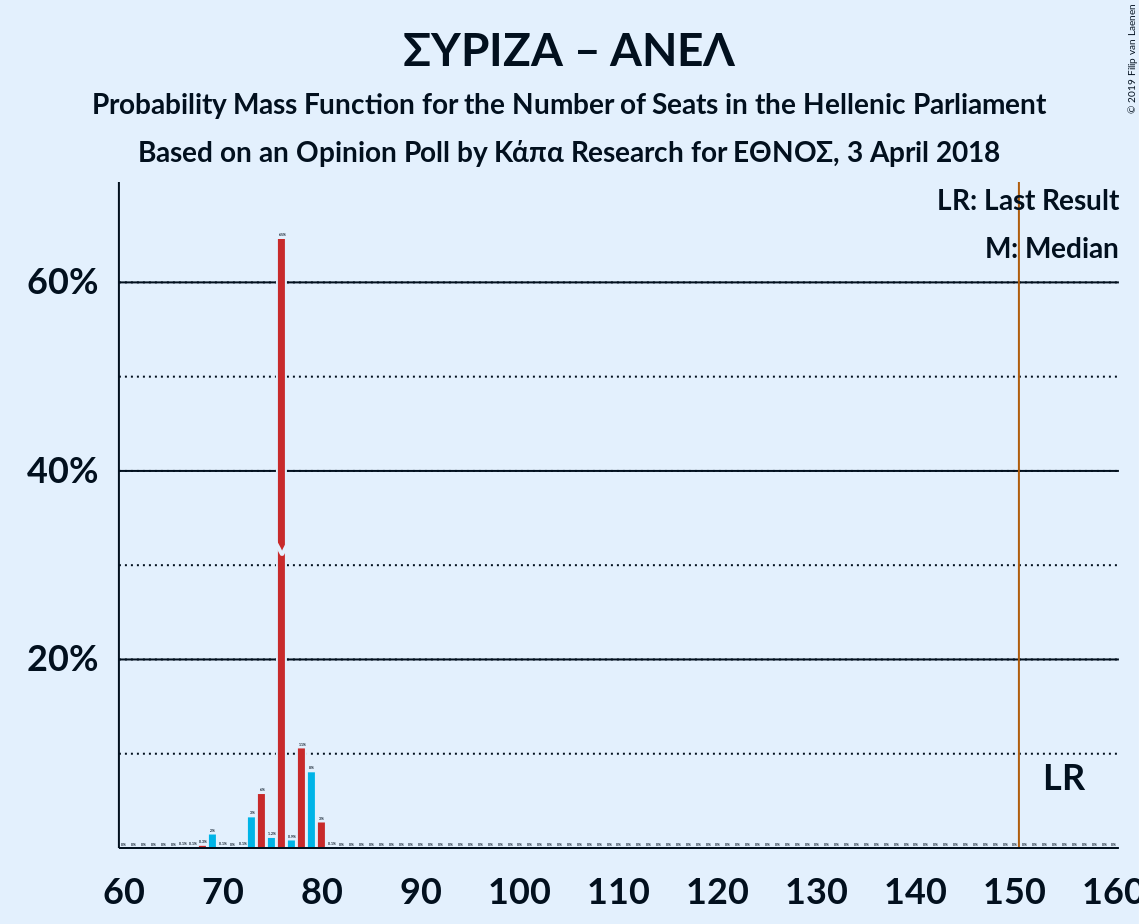 ΣΥΡΙΖΑ – ΑΝΕΛ
Probability Mass Function for the Number of Seats in the Hellenic Parliament
Based on an Opinion Poll by Κάπα Research for ΕΘΝΟΣ, 3 April 2018
© 2019 Filip van Laenen
LR: Last Result
M: Median
60%
40%
20%
M
LR
60 70 80 90 100 110 120 130 140 150 160